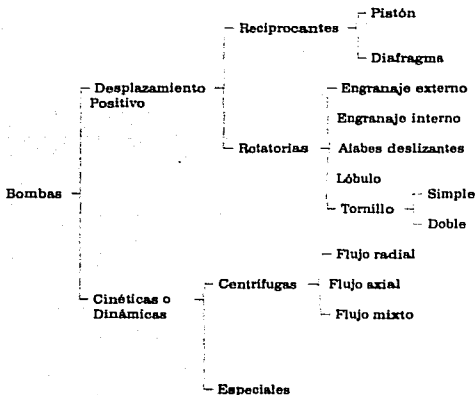 Pistón
Reciprocantes
Diafragma
Desplazamiento
Positivo
Engranaje externo
Engranaje interno
Rotatorias
Alabes deslizantes
Lóbulo
Bombas
Simple
Tornillo
Doble
Flujo radial
Centrífugas
Flujo axial
Cinéticas o
Dinámicas
Flujo mixto
Especiales